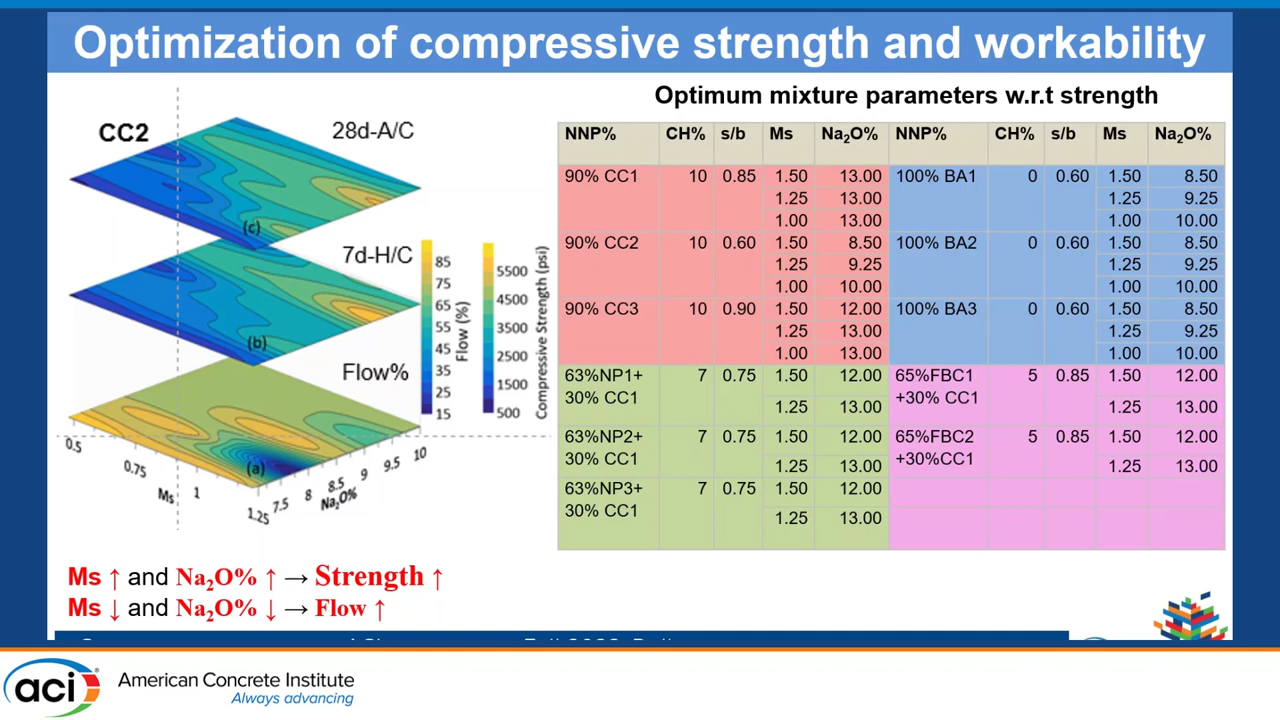 Optimization of compressive strength and workability
CC2
28d-A/C
(c)
7d-H/C
(b)
Flow%
(a)
85
75
65
55
45
35
25
15
Flow (%)
5500
4500
3500
2500
1500
500
Compressive Strength (psi)
0.5
0.75
1
1.25
Ms
7.5
8
8.5
9
9.5
10
Na₂O%
Ms ↑ and Na₂O% ↑ → Strength ↑
Ms ↓ and Na₂O% ↓ → Flow ↑
Optimum mixture parameters w.r.t strength
NNP% CH% s/b Ms Na₂O% NNP% CH% s/b Ms Na₂O%
90% CC1 10 0.85 1.50 13.00 100% BA1 0 0.60 1.50 8.50
1.25 13.00 1.25 9.25
1.00 13.00 1.00 10.00
90% CC2 10 0.60 1.50 8.50 100% BA2 0 0.60 1.50 8.50
1.25 9.25 1.25 9.25
1.00 10.00 1.00 10.00
90% CC3 10 0.90 1.50 12.00 100% BA3 0 0.60 1.50 8.50
1.25 13.00 1.25 9.25
1.00 13.00 1.00 10.00
63%NP1+ 7 0.75 1.50 12.00 65%FBC1 5 0.85 1.50 12.00
30% CC1 1.25 13.00 +30% CC1 1.25 13.00
63%NP2+ 7 0.75 1.50 12.00 65%FBC2 5 0.85 1.50 12.00
30% CC1 1.25 13.00 +30%CC1 1.25 13.00
63%NP3+ 7 0.75 1.50 12.00
30% CC1 1.25 13.00
aci
American Concrete Institute
Always advancing